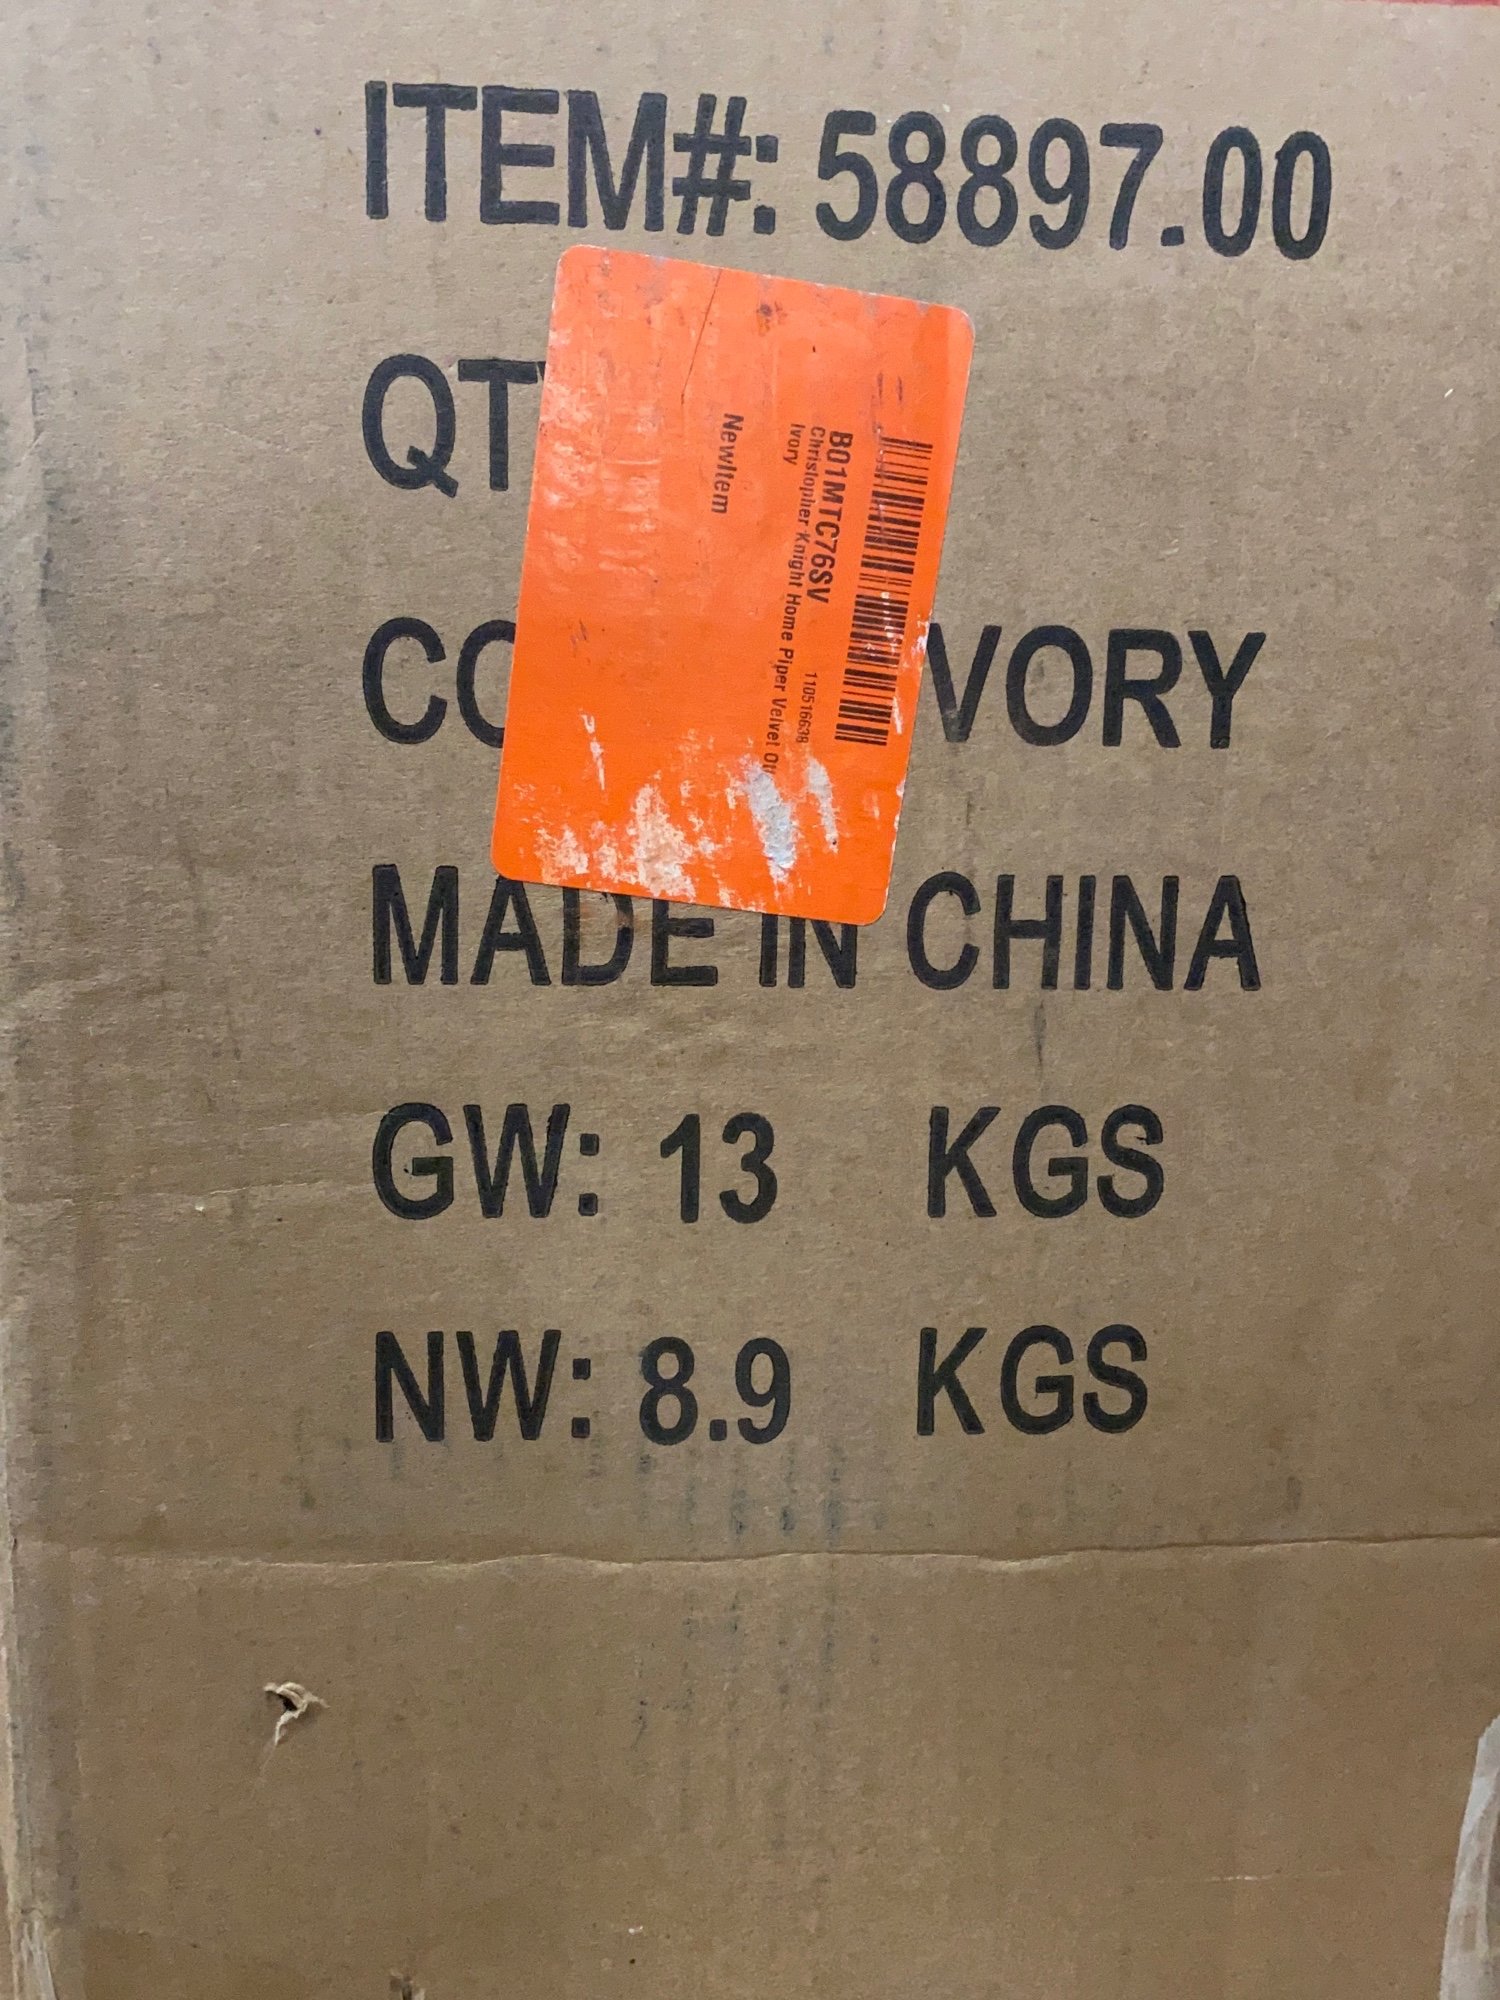 ITEM#: 58897.00
QT
CO VORY
MADE IN CHINA
GW: 13 KGS
NW: 8.9 KGS
B01MTC76SV 110516638
Christopher Knight Home Piper Velvet Ott
Ivory
NewItem